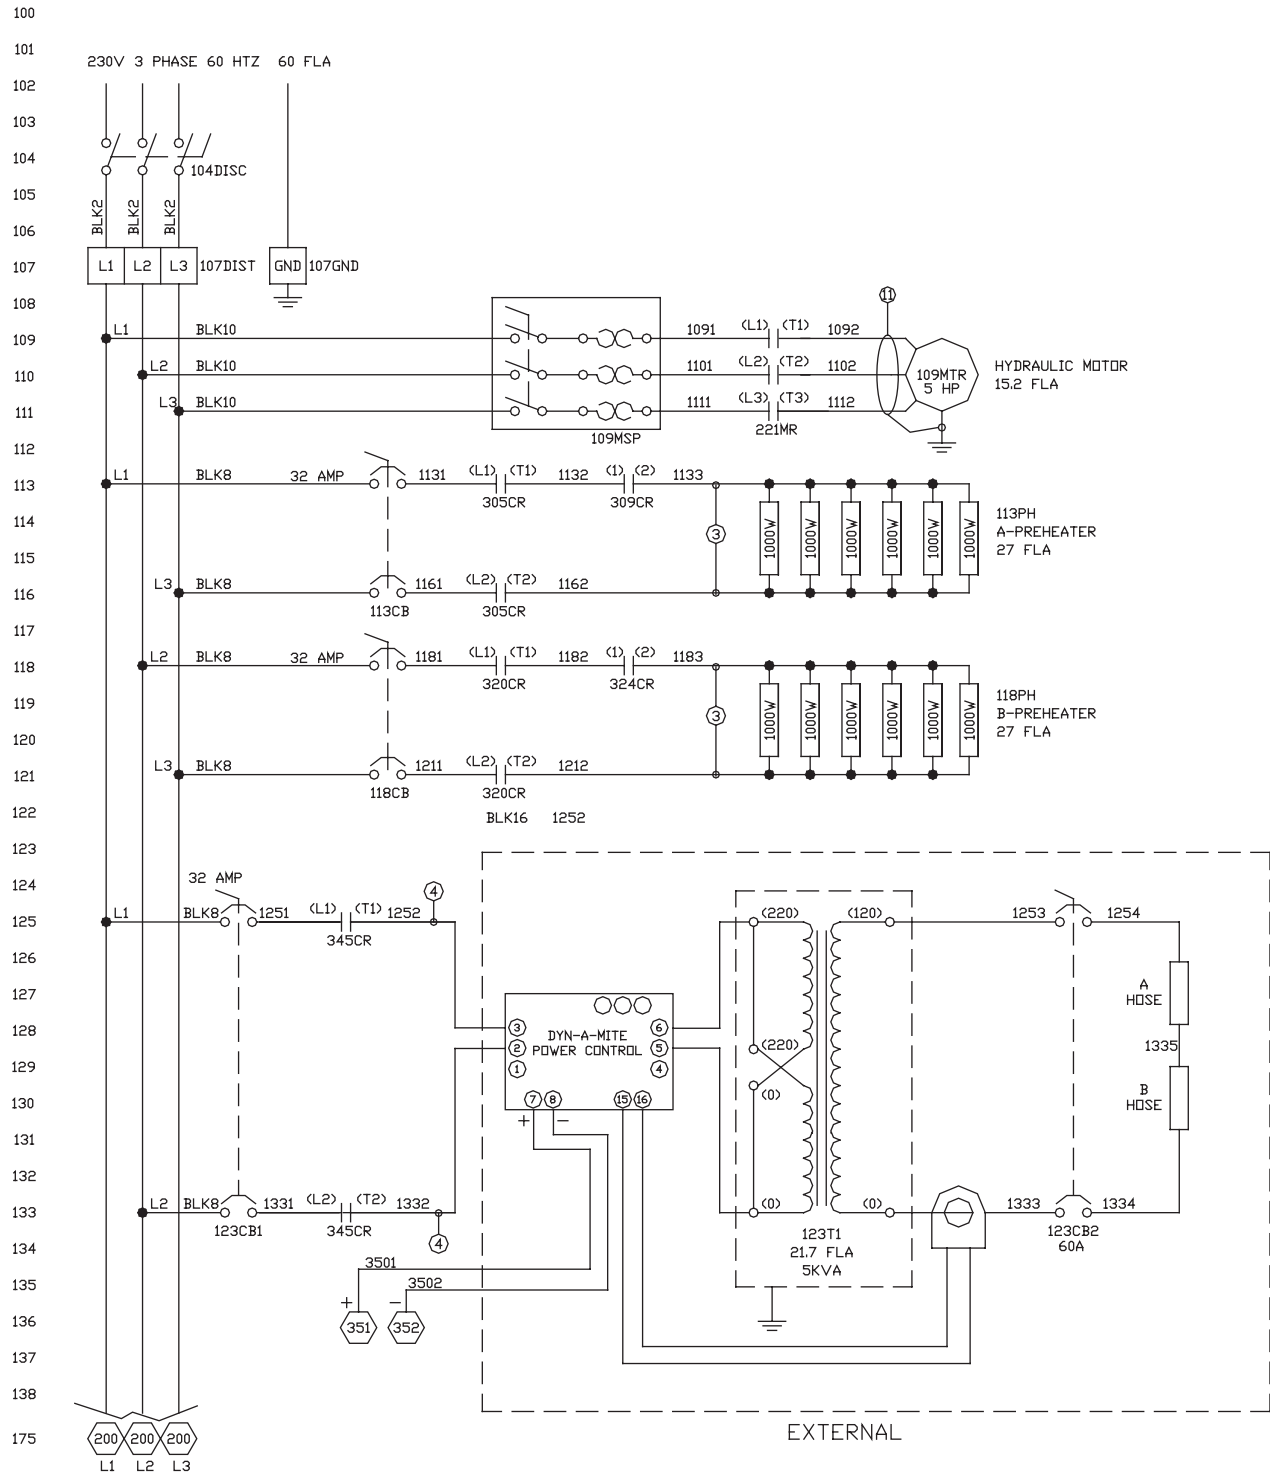 100
101
230V 3 PHASE 60 HTZ 60 FLA
102
103
104
104DISC
105
BLK2 BLK2 BLK2
106
107 L1 L2 L3 107DIST GND 107GND
108
11
L1 BLK10 1091 (L1) (T1) 1092
109
L2 BLK10 1101 (L2) (T2) 1102
HYDRAULIC MOTOR
110
109MTR
5 HP
15.2 FLA
L3 BLK10 1111 (L3) (T3) 1112
111
221MR
109MSP
112
L1 BLK8 32 AMP 1131 (L1) (T1) 1132 (1) (2) 1133
113
305CR 309CR
113PH
114
3
A-PREHEATER
1000W 1000W 1000W 1000W 1000W 1000W
27 FLA
115
L3 BLK8 1161 (L2) (T2) 1162
116
113CB 305CR
117
L2 BLK8 32 AMP 1181 (L1) (T1) 1182 (1) (2) 1183
118
320CR 324CR
118PH
119
3
B-PREHEATER
1000W 1000W 1000W 1000W 1000W 1000W
27 FLA
120
L3 BLK8 1211 (L2) (T2) 1212
121
118CB 320CR
122
BLK16 1252
123
32 AMP
124
4
L1 BLK8 1251 (L1) (T1) 1252 (220) (120) 1253 1254
125
345CR
126
127
A
HOSE
128
3 DYN-A-MITE 6
2 POWER CONTROL 5
(220)
1335
129
1 4
B
HOSE
(0)
130
7 8 15 16
+ −
131
132
L2 BLK8 1331 (L2) (T2) 1332 (0) (0) 1333 1334
133
123CB1 345CR 123T1 123CB2
134
4
21.7 FLA
60A
3501
5KVA
135
3502
+ −
136
351 352
137
138
EXTERNAL
175 200 200 200
L1 L2 L3